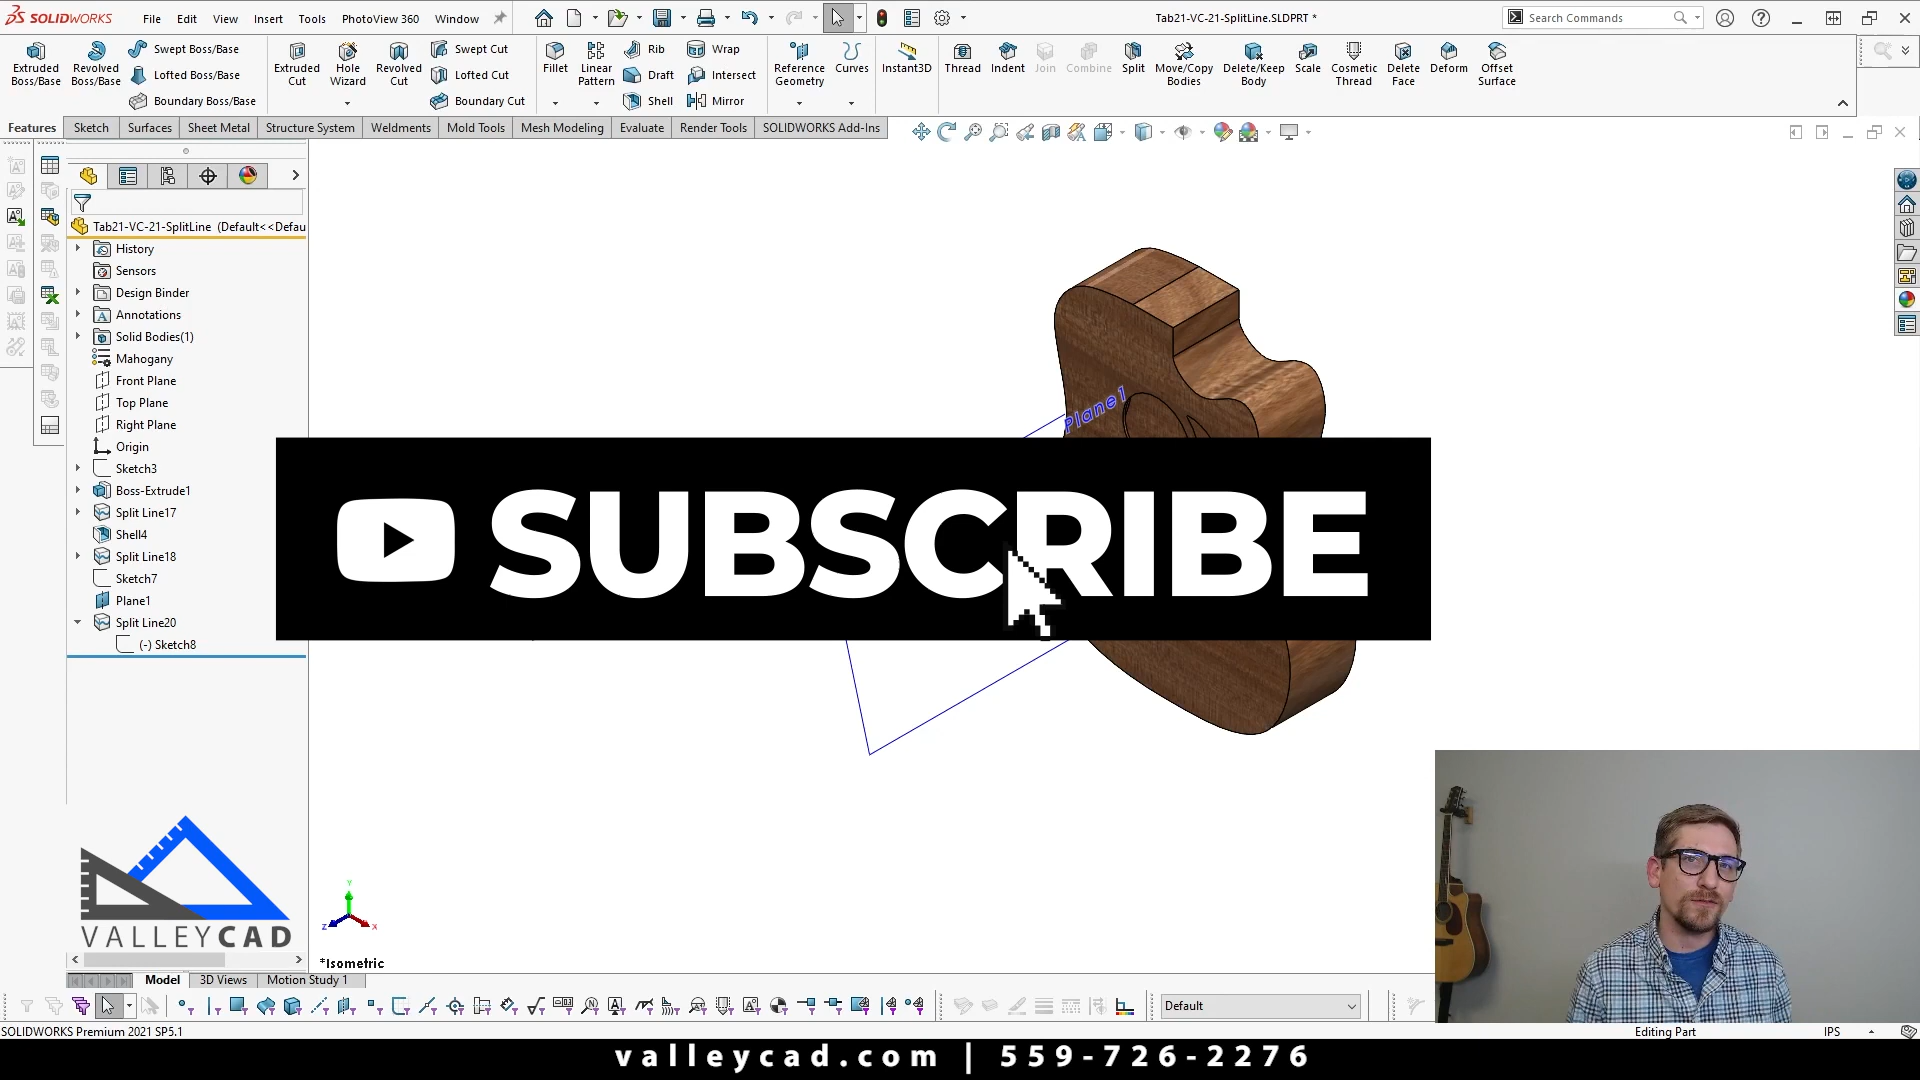 SOLIDWORKS File Edit View Insert Tools PhotoView 360 Window Tab21-VC-21-SplitLine.SLDPRT * Search Commands
Extruded Boss/Base
Revolved Boss/Base
Swept Boss/Base
Lofted Boss/Base
Boundary Boss/Base
Extruded Cut
Hole Wizard
Revolved Cut
Swept Cut
Lofted Cut
Boundary Cut
Fillet
Linear Pattern
Rib
Draft
Shell
Wrap
Intersect
Mirror
Reference Geometry
Curves
Instant3D
Thread
Indent
Join
Combine
Split
Move/Copy Bodies
Delete/Keep Body
Scale
Cosmetic Thread
Delete Face
Deform
Offset Surface
Features Sketch Surfaces Sheet Metal Structure System Weldments Mold Tools Mesh Modeling Evaluate Render Tools SOLIDWORKS Add-Ins
Tab21-VC-21-SplitLine (Default<<Defau
History
Sensors
Design Binder
Annotations
Solid Bodies(1)
Mahogany
Front Plane
Top Plane
Right Plane
Origin
Sketch3
Boss-Extrude1
Split Line17
Shell4
Split Line18
Sketch7
Plane1
Split Line20
(-) Sketch8
Plane1
SUBSCRIBE
VALLEYCAD
Y
Z
X
*Isometric
Model 3D Views Motion Study 1
Default
SOLIDWORKS Premium 2021 SP5.1 Editing Part IPS
valleycad.com | 559-726-2276